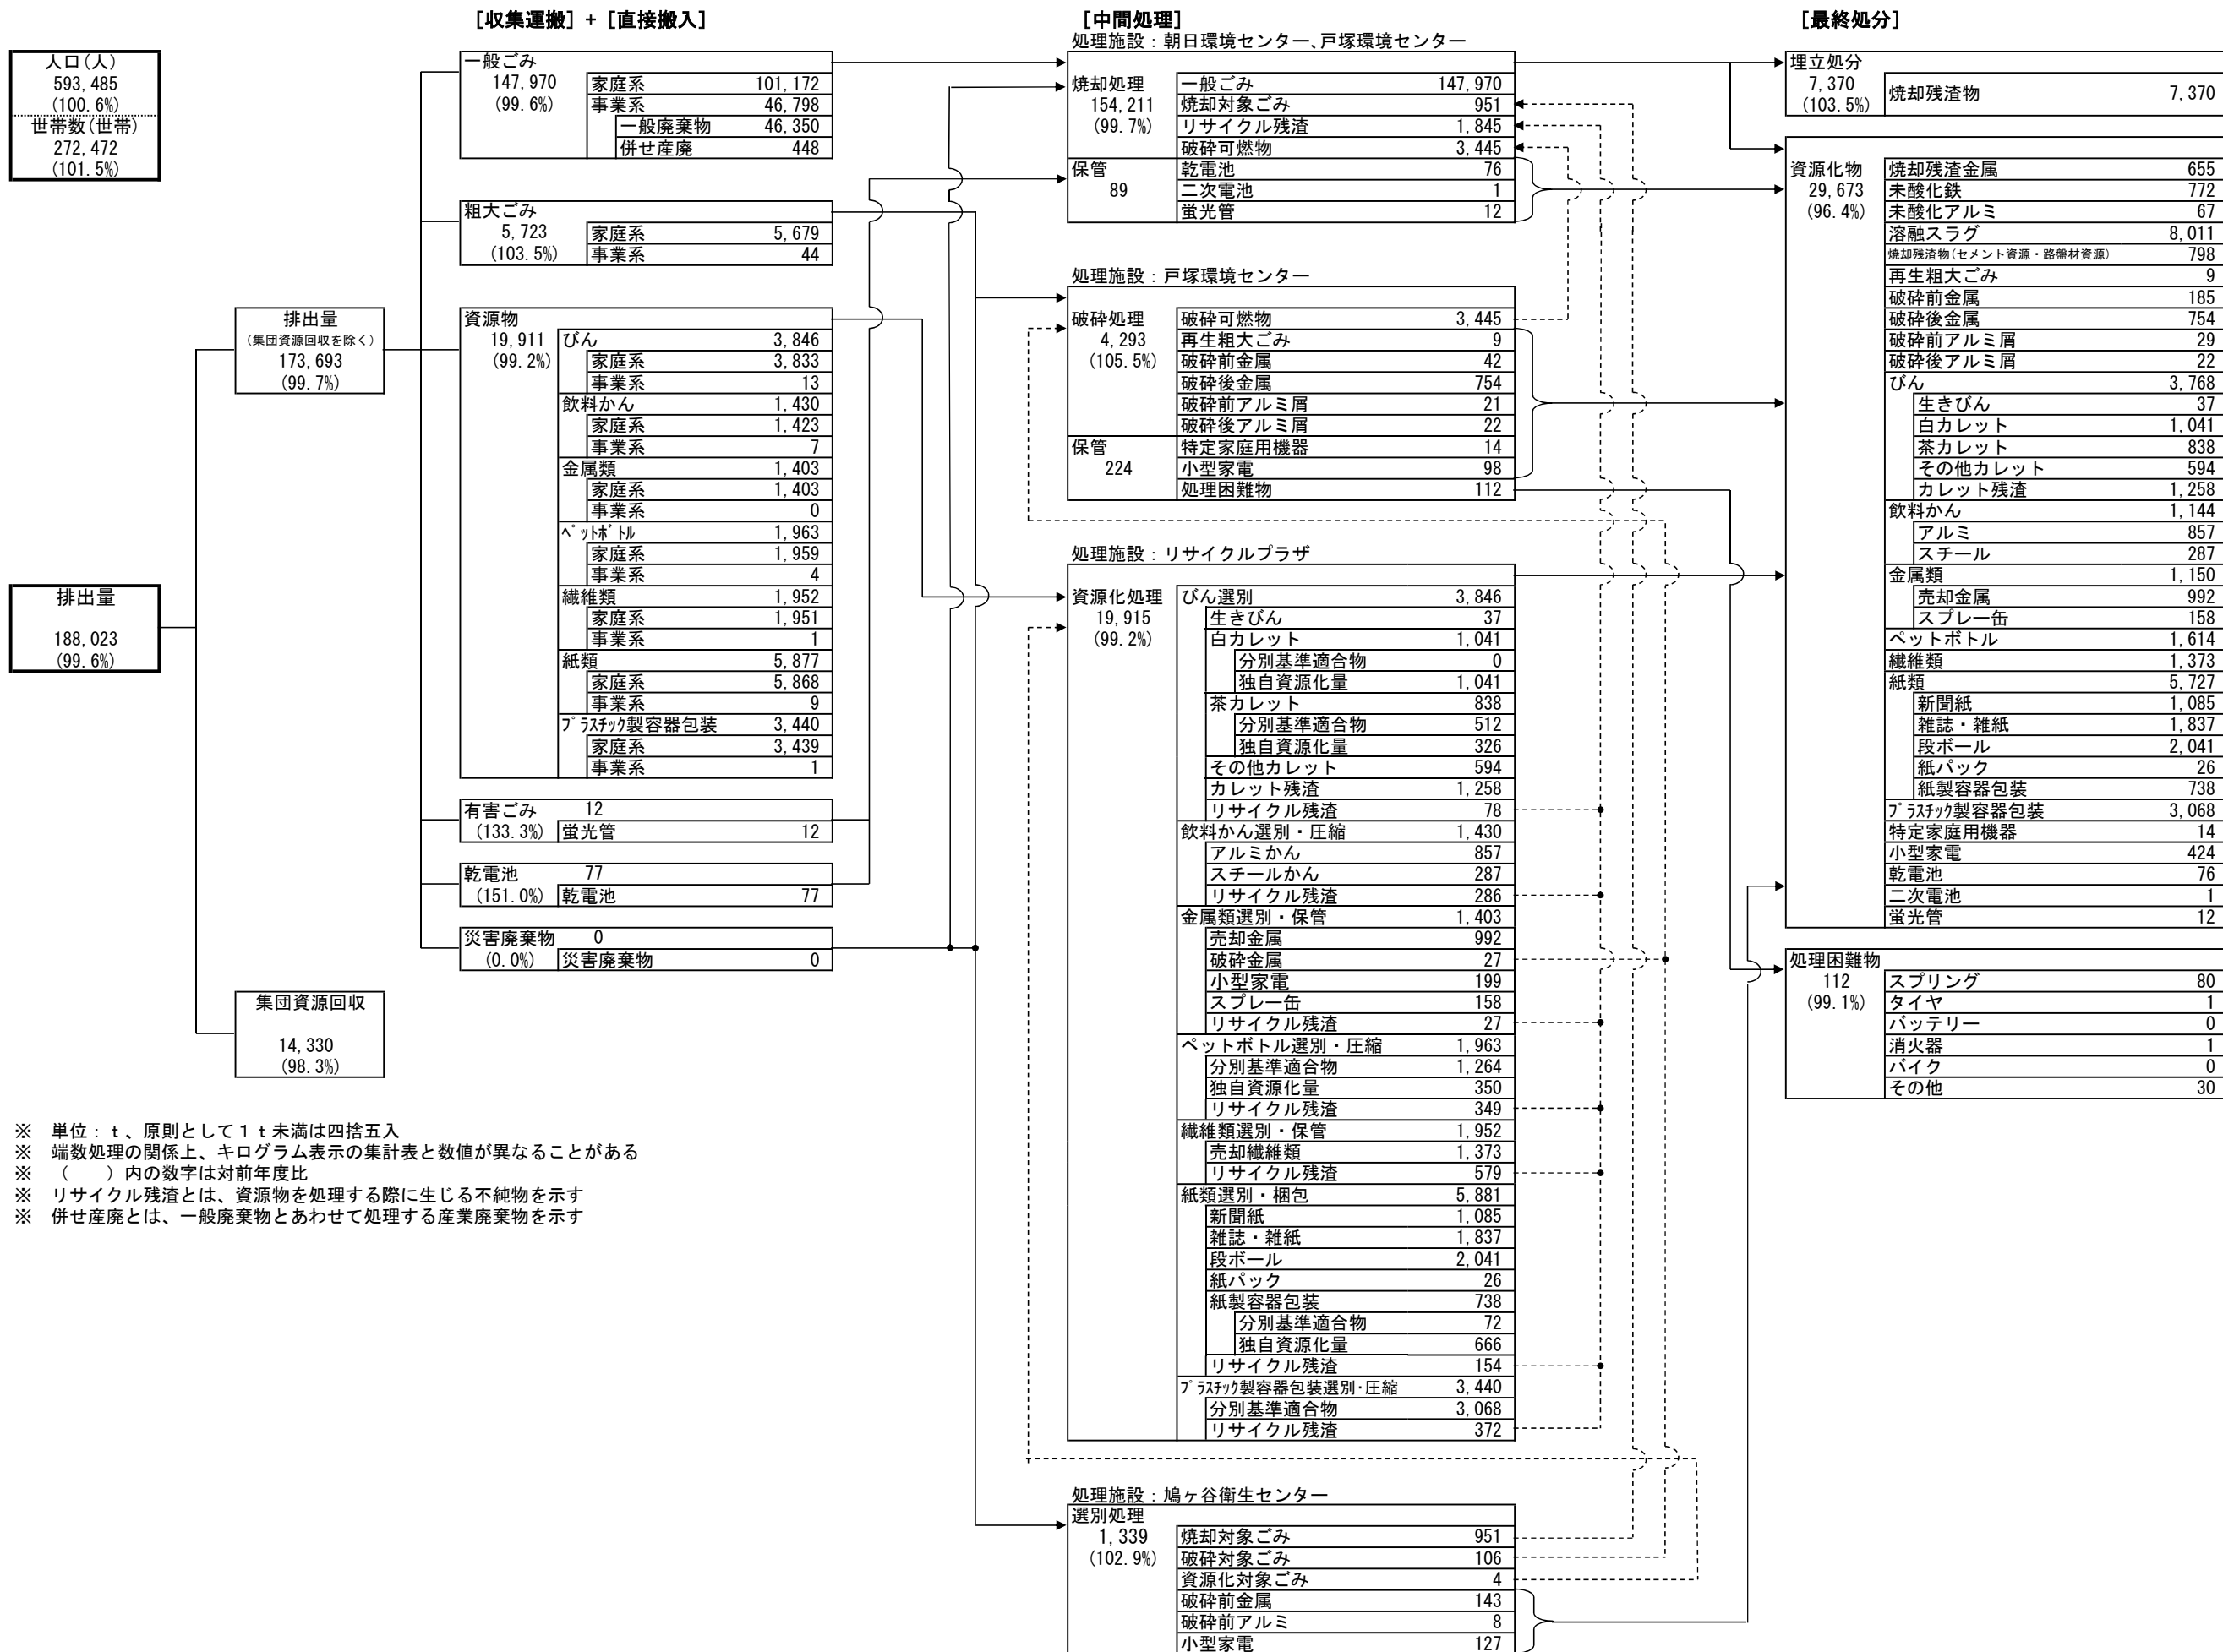 [収集運搬] + [直接搬入]
[中間処理]
[最終処分]
人口(人)
593,485
(100.6%)
世帯数(世帯)
272,472
(101.5%)
排出量
188,023
(99.6%)
排出量
(集団資源回収を除く)
173,693
(99.7%)
集団資源回収
14,330
(98.3%)
一般ごみ
147,970
(99.6%)
家庭系 101,172
事業系 46,798
一般廃棄物 46,350
併せ産廃 448
粗大ごみ
5,723
(103.5%)
家庭系 5,679
事業系 44
資源物
19,911
(99.2%)
びん 3,846
家庭系 3,833
事業系 13
飲料かん 1,430
家庭系 1,423
事業系 7
金属類 1,403
家庭系 1,403
事業系 0
ペットボトル 1,963
家庭系 1,959
事業系 4
繊維類 1,952
家庭系 1,951
事業系 1
紙類 5,877
家庭系 5,868
事業系 9
プラスチック製容器包装 3,440
家庭系 3,439
事業系 1
有害ごみ 12
(133.3%) 蛍光管 12
乾電池 77
(151.0%) 乾電池 77
災害廃棄物 0
(0.0%) 災害廃棄物 0
処理施設：朝日環境センター、戸塚環境センター
焼却処理
154,211
(99.7%)
一般ごみ 147,970
焼却対象ごみ 951
リサイクル残渣 1,845
破砕可燃物 3,445
保管
89
乾電池 76
二次電池 1
蛍光管 12
処理施設：戸塚環境センター
破砕処理
4,293
(105.5%)
破砕可燃物 3,445
再生粗大ごみ 9
破砕前金属 42
破砕後金属 754
破砕前アルミ屑 21
破砕後アルミ屑 22
保管
224
特定家庭用機器 14
小型家電 98
処理困難物 112
処理施設：リサイクルプラザ
資源化処理
19,915
(99.2%)
びん選別 3,846
生きびん 37
白カレット 1,041
分別基準適合物 0
独自資源化量 1,041
茶カレット 838
分別基準適合物 512
独自資源化量 326
その他カレット 594
カレット残渣 1,258
リサイクル残渣 78
飲料かん選別・圧縮 1,430
アルミかん 857
スチールかん 287
リサイクル残渣 286
金属類選別・保管 1,403
売却金属 992
破砕金属 27
小型家電 199
スプレー缶 158
リサイクル残渣 27
ペットボトル選別・圧縮 1,963
分別基準適合物 1,264
独自資源化量 350
リサイクル残渣 349
繊維類選別・保管 1,952
売却繊維類 1,373
リサイクル残渣 579
紙類選別・梱包 5,881
新聞紙 1,085
雑誌・雑紙 1,837
段ボール 2,041
紙パック 26
紙製容器包装 738
分別基準適合物 72
独自資源化量 666
リサイクル残渣 154
プラスチック製容器包装選別・圧縮 3,440
分別基準適合物 3,068
リサイクル残渣 372
処理施設：鳩ヶ谷衛生センター
選別処理
1,339
(102.9%)
焼却対象ごみ 951
破砕対象ごみ 106
資源化対象ごみ 4
破砕前金属 143
破砕前アルミ 8
小型家電 127
埋立処分
7,370
(103.5%)
焼却残渣物 7,370
資源化物
29,673
(96.4%)
焼却残渣金属 655
未酸化鉄 772
未酸化アルミ 67
溶融スラグ 8,011
焼却残渣物(セメント資源・路盤材資源) 798
再生粗大ごみ 9
破砕前金属 185
破砕後金属 754
破砕前アルミ屑 29
破砕後アルミ屑 22
びん 3,768
生きびん 37
白カレット 1,041
茶カレット 838
その他カレット 594
カレット残渣 1,258
飲料かん 1,144
アルミ 857
スチール 287
金属類 1,150
売却金属 992
スプレー缶 158
ペットボトル 1,614
繊維類 1,373
紙類 5,727
新聞紙 1,085
雑誌・雑紙 1,837
段ボール 2,041
紙パック 26
紙製容器包装 738
プラスチック製容器包装 3,068
特定家庭用機器 14
小型家電 424
乾電池 76
二次電池 1
蛍光管 12
処理困難物
112
(99.1%)
スプリング 80
タイヤ 1
バッテリー 0
消火器 1
バイク 0
その他 30
※ 単位：ｔ、原則として１ｔ未満は四捨五入
※ 端数処理の関係上、キログラム表示の集計表と数値が異なることがある
※ （ ）内の数字は対前年度比
※ リサイクル残渣とは、資源物を処理する際に生じる不純物を示す
※ 併せ産廃とは、一般廃棄物とあわせて処理する産業廃棄物を示す